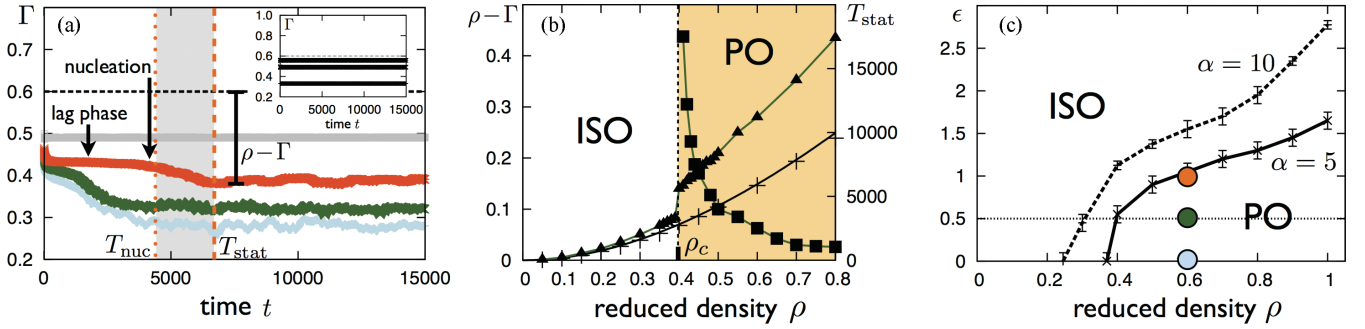 Γ
(a)
0.7
0.6
0.5
0.4
0.3
0.2
nucleation
lag phase
ρ−Γ
T_nuc
T_stat
0 5000 10000 15000
time t
Γ
1.0
0.8
0.6
0.4
0.2
0 5000 10000 15000
time t
ρ−Γ
(b)
T_stat
0.5
0.4
0.3
0.2
0.1
0
ISO
PO
ρ_c
15000
10000
5000
0
0 0.1 0.2 0.3 0.4 0.5 0.6 0.7 0.8
reduced density ρ
ϵ
(c)
3
2.5
2
1.5
1
0.5
0
ISO
α = 10
α = 5
PO
0 0.2 0.4 0.6 0.8 1
reduced density ρ